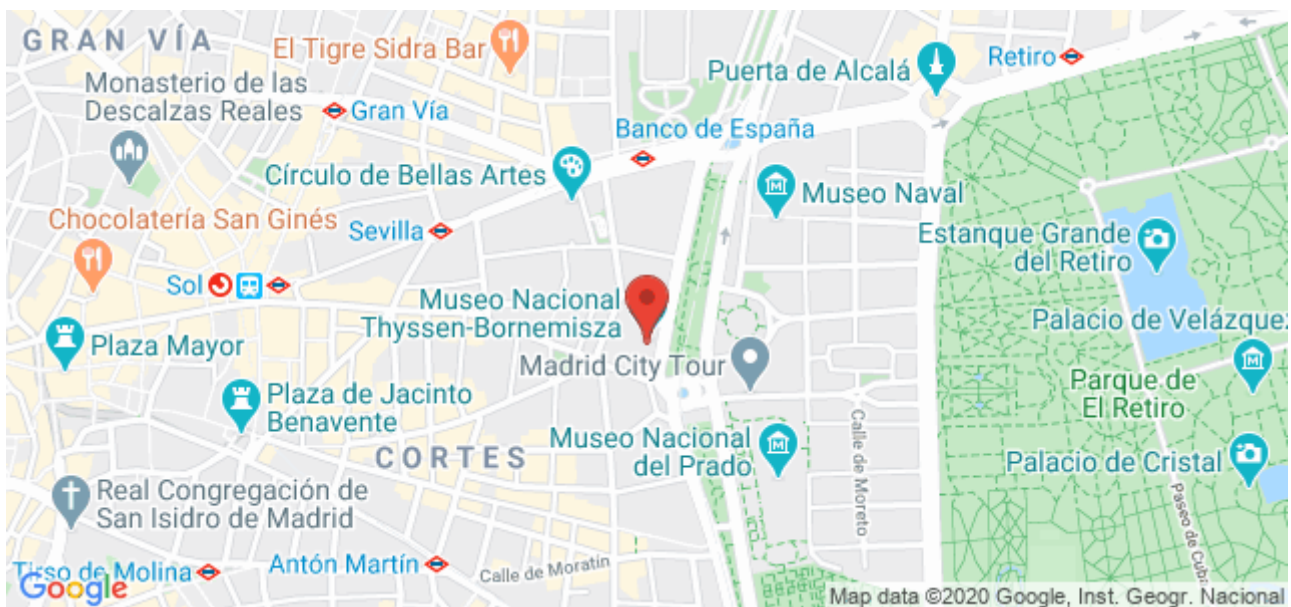 GRAN VÍA
El Tigre Sidra Bar
Retiro
Puerta de Alcalá
Monasterio de las
Descalzas Reales
Gran Vía
Banco de España
Círculo de Bellas Artes
Museo Naval
Chocolatería San Ginés
Sevilla
Estanque Grande
del Retiro
Sol
Museo Nacional
Thyssen-Bornemisza
Palacio de Velázquez
Plaza Mayor
Madrid City Tour
Parque de
El Retiro
Plaza de Jacinto
Benavente
Museo Nacional
del Prado
Calle de Moreto
CORTES
Palacio de Cristal
Real Congregación de
San Isidro de Madrid
Paseo de Cuba
Tirso de Molina
Antón Martín
Calle de Moratín
Google
Map data ©2020 Google, Inst. Geogr. Nacional